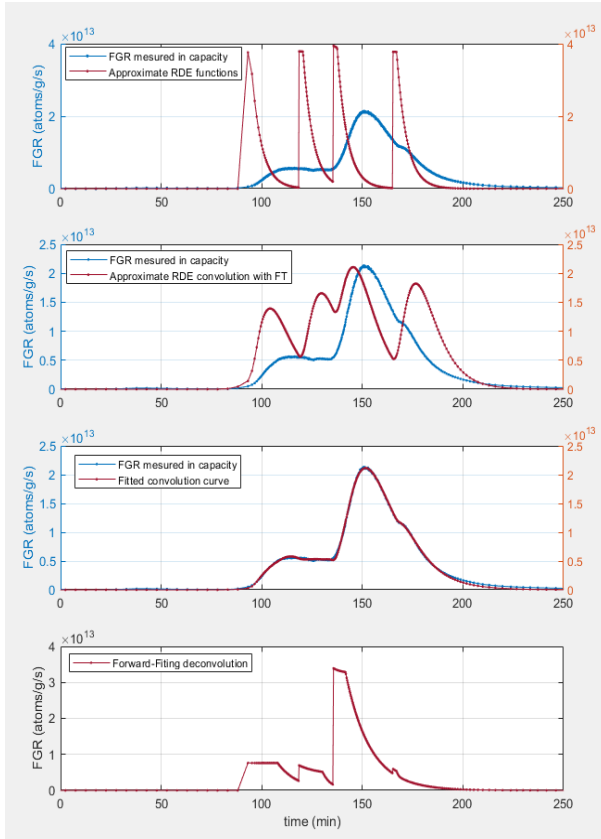 ×10^13 ×10^13
4 4
FGR mesured in capacity
Approximate RDE functions
FGR (atoms/g/s)
2 2
0 0
0 50 100 150 200 250
×10^13 ×10^13
2.5 2.5
FGR mesured in capacity
Approximate RDE convolution with FT
2 2
FGR (atoms/g/s)
1.5 1.5
1 1
0.5 0.5
0 0
0 50 100 150 200 250
×10^13 ×10^13
2.5 2.5
FGR mesured in capacity
Fitted convolution curve
2 2
FGR (atoms/g/s)
1.5 1.5
1 1
0.5 0.5
0 0
0 50 100 150 200 250
×10^13
4
Forward-Fiting deconvolution
3
FGR (atoms/g/s)
2
1
0
0 50 100 150 200 250
time (min)